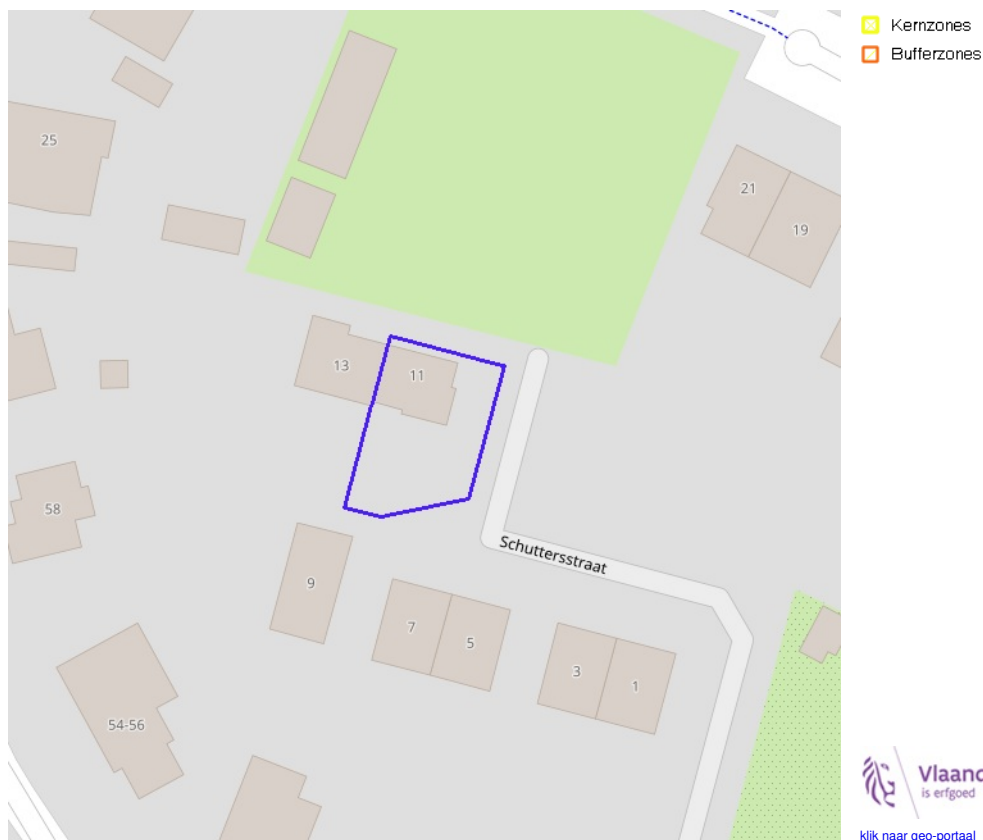 Kernzones
Bufferzones
25
21
19
13
11
58
Schuttersstraat
9
7
5
3
1
54-56
Vlaand
is erfgoed
klik naar geo-portaal